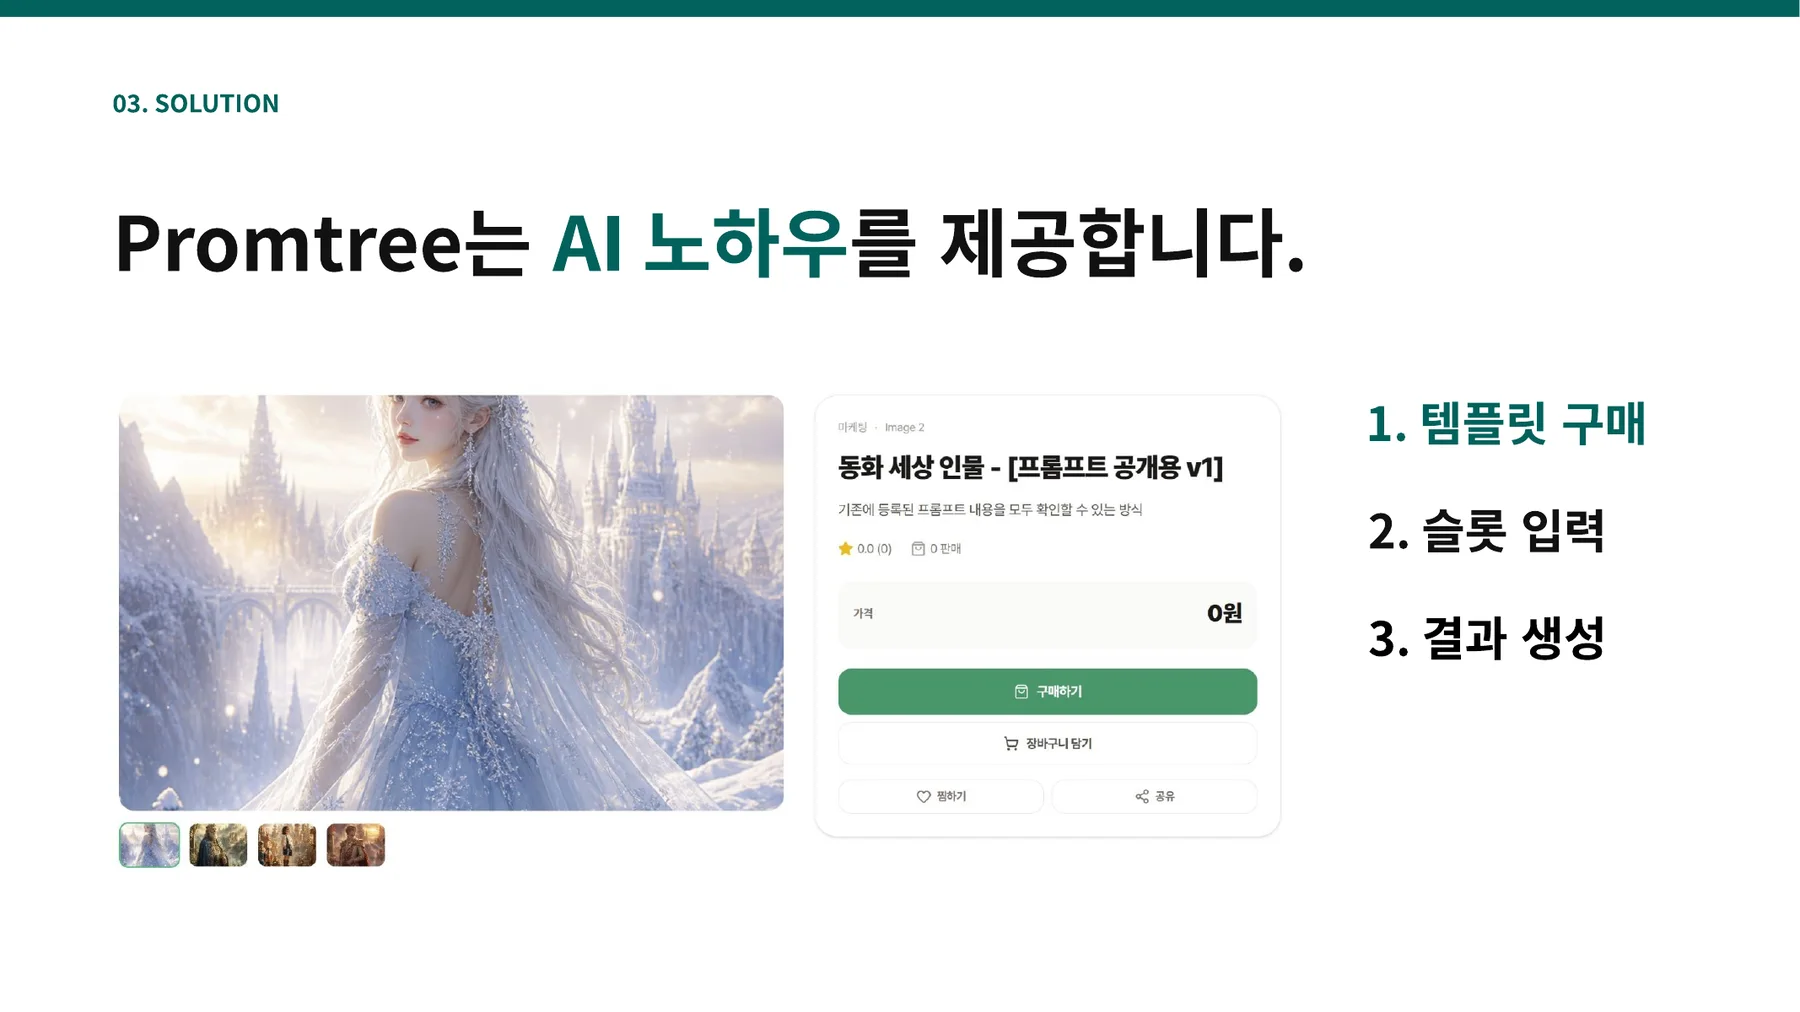 03. SOLUTION
Promtree는 AI 노하우를 제공합니다.
마케팅 · Image 2
동화 세상 인물 - [프롬프트 공개용 v1]
기존에 등록된 프롬프트 내용을 모두 확인할 수 있는 방식
0.0 (0) 0 판매
가격 0원
구매하기
장바구니 담기
찜하기 공유
1. 템플릿 구매
2. 슬롯 입력
3. 결과 생성